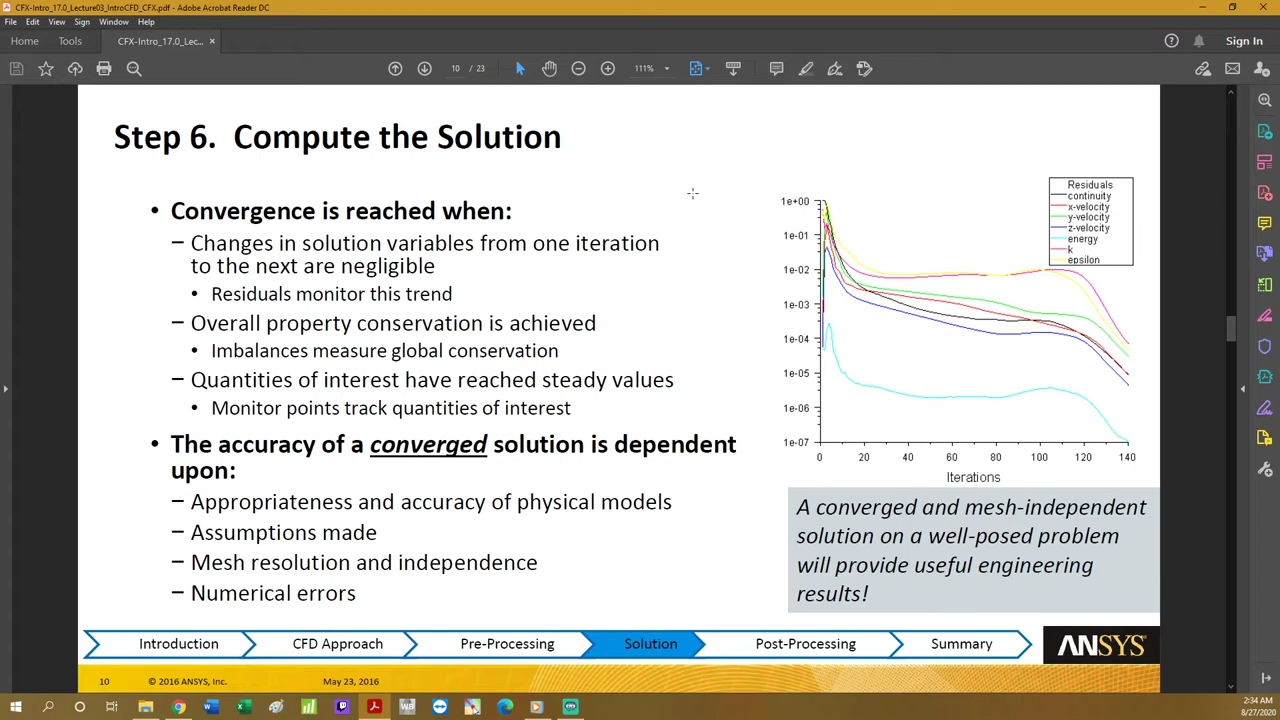 CFX-Intro_17.0_Lecture03_IntroCFD_CFX.pdf - Adobe Acrobat Reader DC
File Edit View Sign Window Help
Home Tools CFX-Intro_17.0_Lec... × Sign In
10 / 23 111%
Step 6. Compute the Solution
• Convergence is reached when:
– Changes in solution variables from one iteration
to the next are negligible
• Residuals monitor this trend
– Overall property conservation is achieved
• Imbalances measure global conservation
– Quantities of interest have reached steady values
• Monitor points track quantities of interest
• The accuracy of a converged solution is dependent
upon:
– Appropriateness and accuracy of physical models
– Assumptions made
– Mesh resolution and independence
– Numerical errors
Residuals
continuity
x-velocity
y-velocity
z-velocity
energy
k
epsilon
1e+00
1e-01
1e-02
1e-03
1e-04
1e-05
1e-06
1e-07
0 20 40 60 80 100 120 140
Iterations
A converged and mesh-independent
solution on a well-posed problem
will provide useful engineering
results!
Introduction CFD Approach Pre-Processing Solution Post-Processing Summary ANSYS
10 © 2016 ANSYS, Inc. May 23, 2016
WB
2:34 AM
8/27/2020